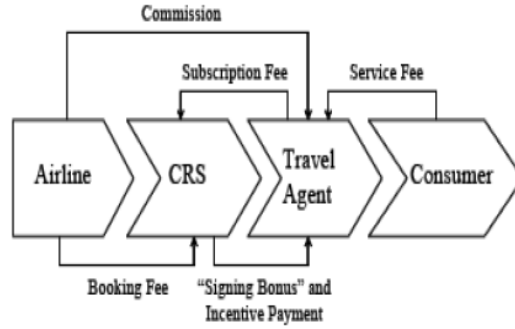 Commission
Subscription Fee
Service Fee
Airline
CRS
Travel
Agent
Consumer
Booking Fee
“Signing Bonus” and
Incentive Payment